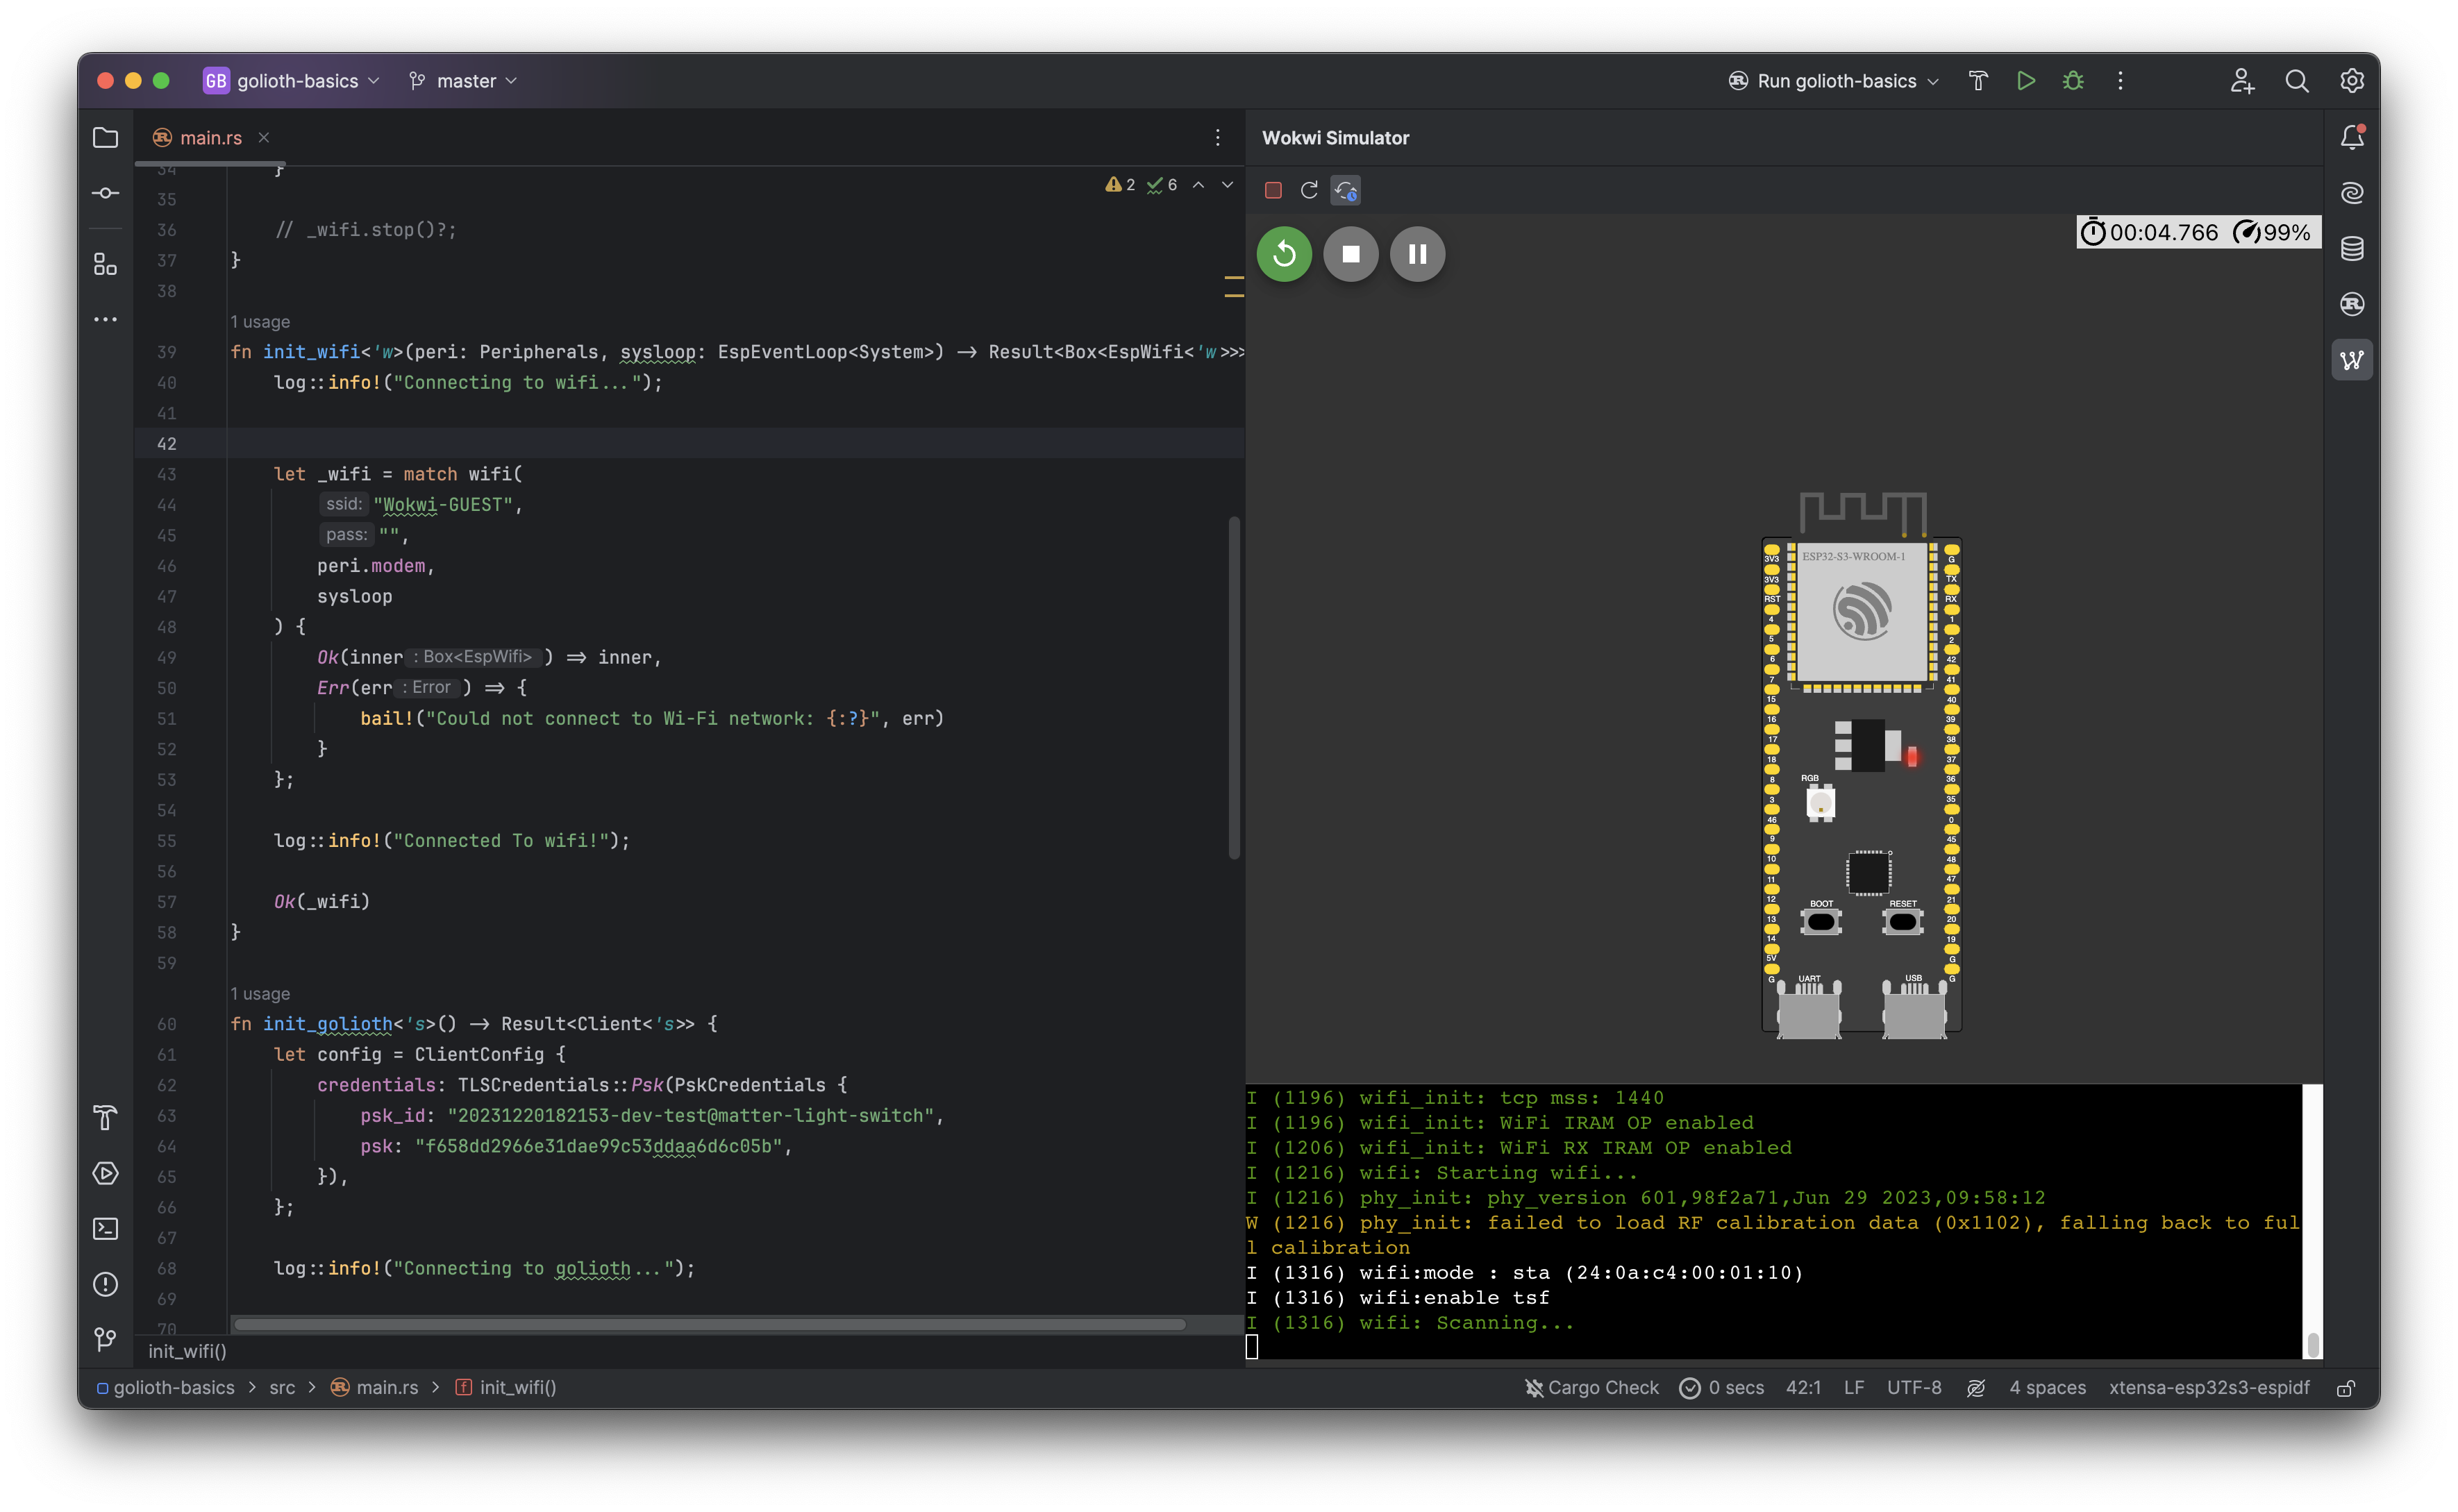 GB golioth-basics master Run golioth-basics
main.rs
Wokwi Simulator
2 6
00:04.766 99%
34 }
35
36 // _wifi.stop()?;
37 }
38
1 usage
39 fn init_wifi<'w>(peri: Peripherals, sysloop: EspEventLoop<System>) -> Result<Box<EspWifi<'w>>>
40 log::info!("Connecting to wifi...");
41
42
43 let _wifi = match wifi(
44 ssid: "Wokwi-GUEST",
45 pass: "",
46 peri.modem,
47 sysloop
48 ) {
49 Ok(inner : Box<EspWifi> ) => inner,
50 Err(err : Error ) => {
51 bail!("Could not connect to Wi-Fi network: {:?}", err)
52 }
53 };
54
55 log::info!("Connected To wifi!");
56
57 Ok(_wifi)
58 }
59
1 usage
60 fn init_golioth<'s>() -> Result<Client<'s>> {
61 let config = ClientConfig {
62 credentials: TLSCredentials::Psk(PskCredentials {
63 psk_id: "20231220182153-dev-test@matter-light-switch",
64 psk: "f658dd2966e31dae99c53ddaa6d6c05b",
65 }),
66 };
67
68 log::info!("Connecting to golioth...");
69
70
init_wifi()
ESP32-S3-WROOM-1
3V3 G
3V3 TX
RST RX
4 1
5 2
6 42
7 41
15 40
16 39
17 38
18 37
8 36
3 35
46 0
9 45
10 48
11 47
12 21
13 20
14 19
5V G
G G
RGB
BOOT RESET
UART USB
I (1196) wifi_init: tcp mss: 1440
I (1196) wifi_init: WiFi IRAM OP enabled
I (1206) wifi_init: WiFi RX IRAM OP enabled
I (1216) wifi: Starting wifi...
I (1216) phy_init: phy_version 601,98f2a71,Jun 29 2023,09:58:12
W (1216) phy_init: failed to load RF calibration data (0x1102), falling back to ful
l calibration
I (1316) wifi:mode : sta (24:0a:c4:00:01:10)
I (1316) wifi:enable tsf
I (1316) wifi: Scanning...
golioth-basics > src > main.rs > init_wifi() Cargo Check 0 secs 42:1 LF UTF-8 4 spaces xtensa-esp32s3-espidf